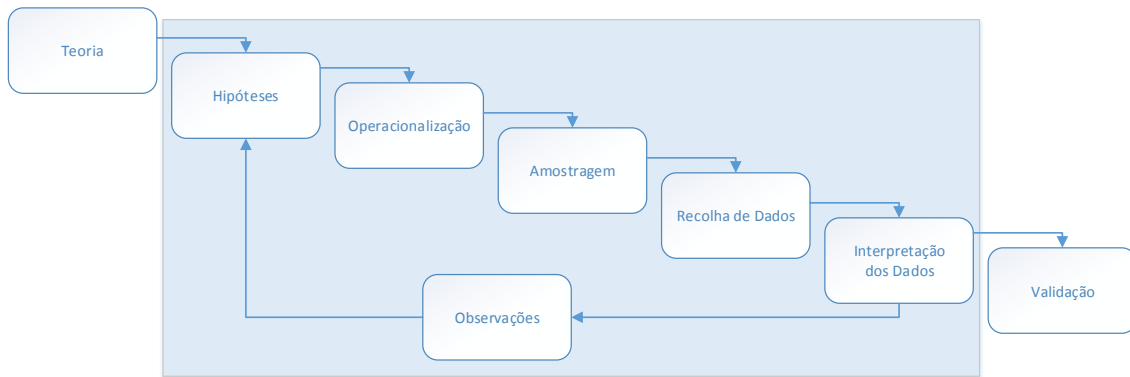 Teoria
Hipóteses
Operacionalização
Amostragem
Recolha de Dados
Interpretação
dos Dados
Validação
Observações